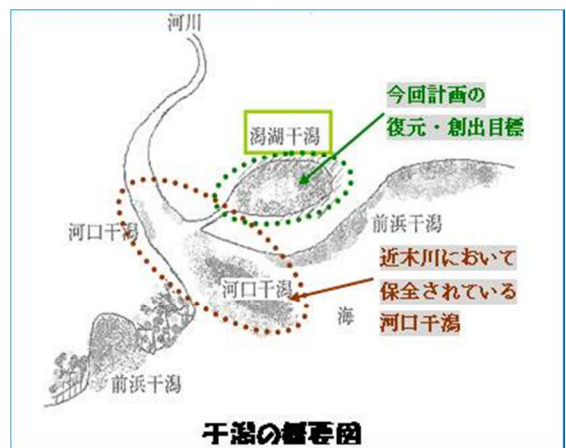 河川
今回計画の
復元・創出目標
潟湖干潟
河口干潟
前浜干潟
近木川において
保全されている
河口干潟
河口干潟
海
前浜干潟
干潟の概要図